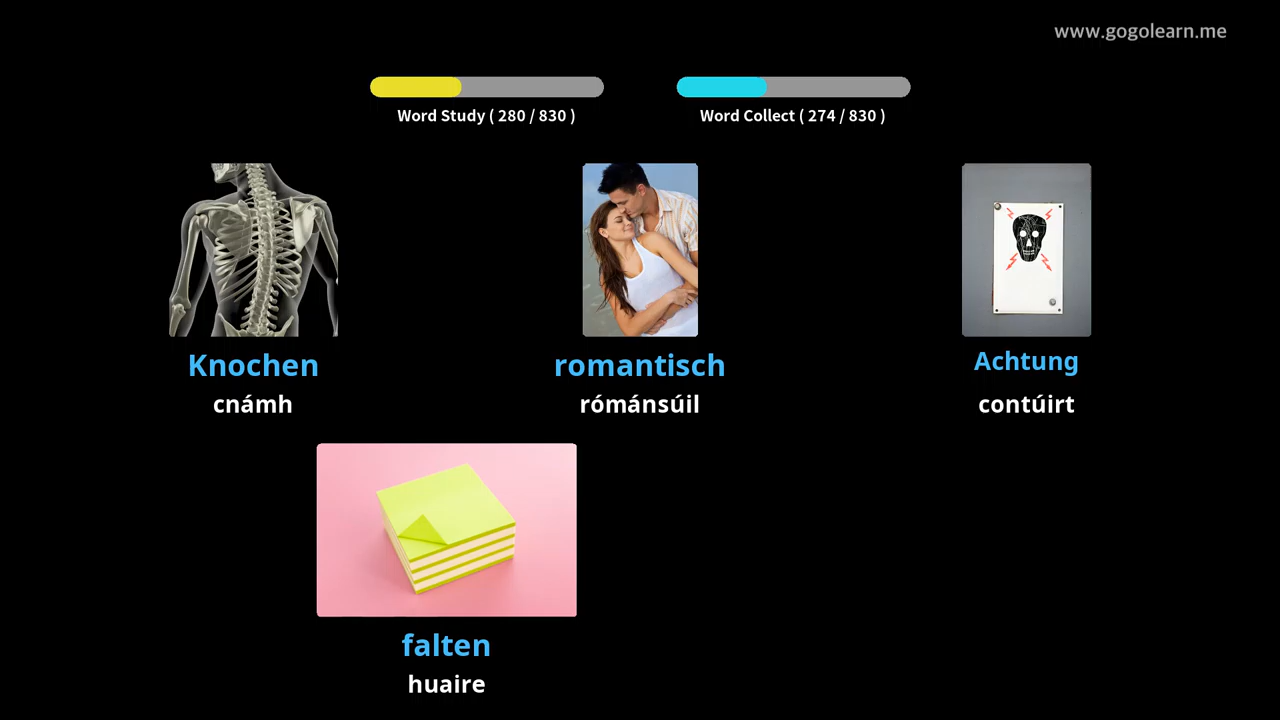 www.gogolearn.me
Word Study ( 280 / 830 )
Word Collect ( 274 / 830 )
Knochen
romantisch
Achtung
cnámh
rómánsúil
contúirt
falten
huaire